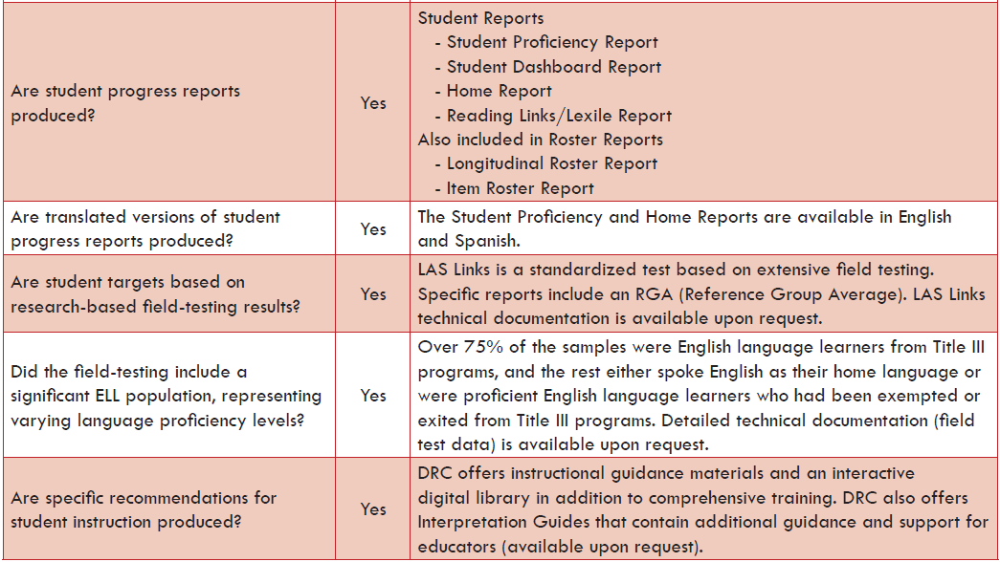 Are student progress reports
produced?
Yes
Student Reports
- Student Proficiency Report
- Student Dashboard Report
- Home Report
- Reading Links/Lexile Report
Also included in Roster Reports
- Longitudinal Roster Report
- Item Roster Report
Are translated versions of student
progress reports produced?
Yes
The Student Proficiency and Home Reports are available in English
and Spanish.
Are student targets based on
research-based field-testing results?
Yes
LAS Links is a standardized test based on extensive field testing.
Specific reports include an RGA (Reference Group Average). LAS Links
technical documentation is available upon request.
Did the field-testing include a
significant ELL population, representing
varying language proficiency levels?
Yes
Over 75% of the samples were English language learners from Title III
programs, and the rest either spoke English as their home language or
were proficient English language learners who had been exempted or
exited from Title III programs. Detailed technical documentation (field
test data) is available upon request.
Are specific recommendations for
student instruction produced?
Yes
DRC offers instructional guidance materials and an interactive
digital library in addition to comprehensive training. DRC also offers
Interpretation Guides that contain additional guidance and support for
educators (available upon request).